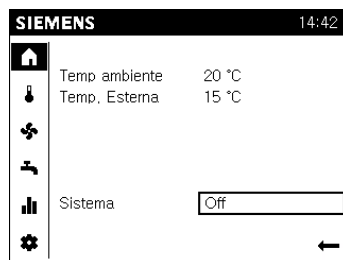 SIEMENS 14:42
Temp ambiente 20 °C
Temp. Esterna 15 °C
Sistema Off